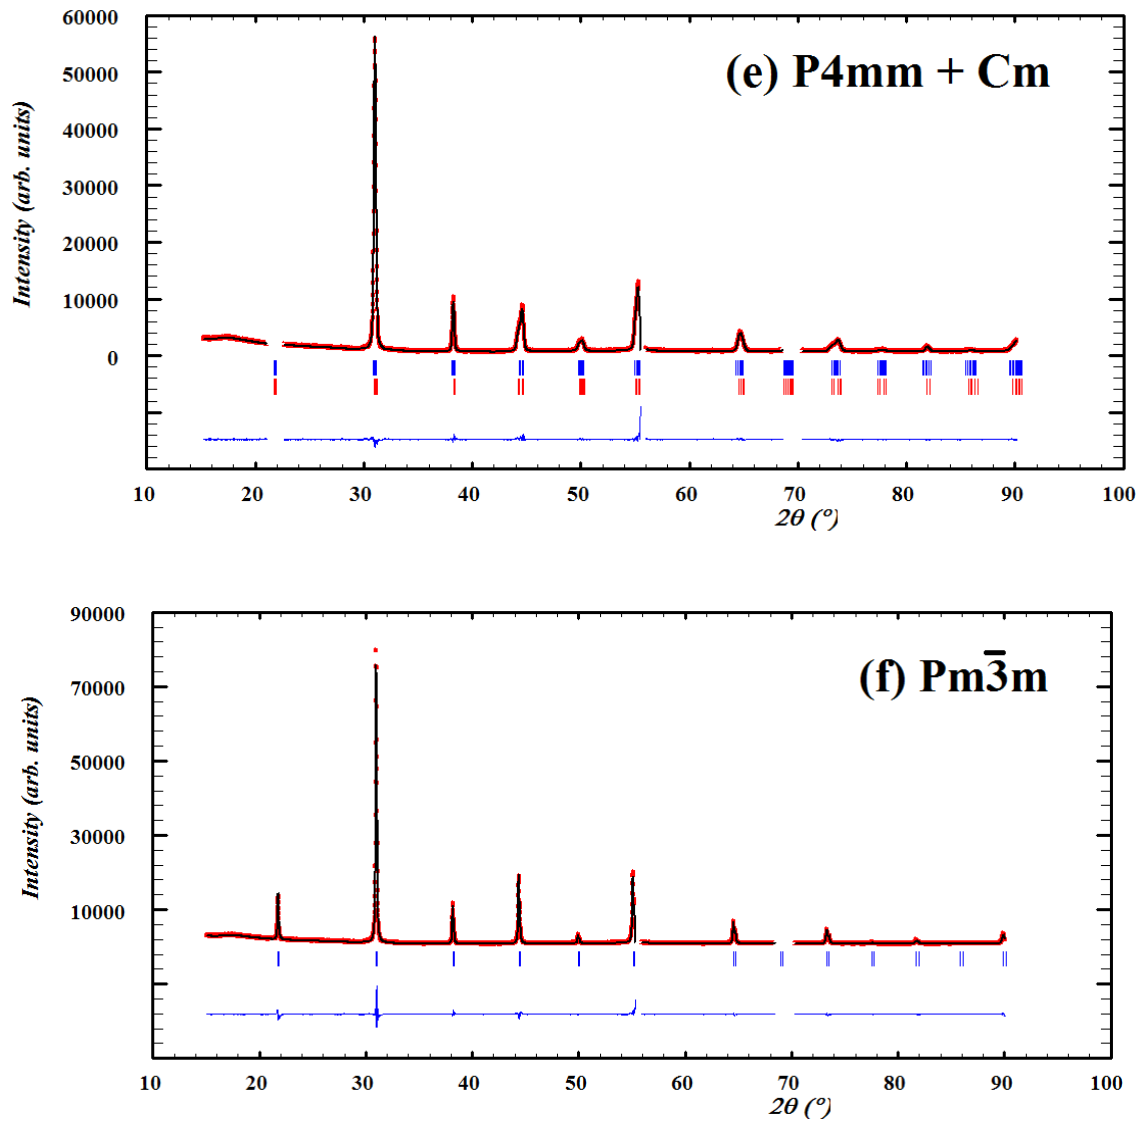 60000
(e) P4mm + Cm
50000
40000
30000
20000
10000
0
Intensity (arb. units)
10 20 30 40 50 60 70 80 90 100
2θ (°)
90000
(f) Pm3̅m
70000
50000
30000
10000
Intensity (arb. units)
10 20 30 40 50 60 70 80 90 100
2θ (°)